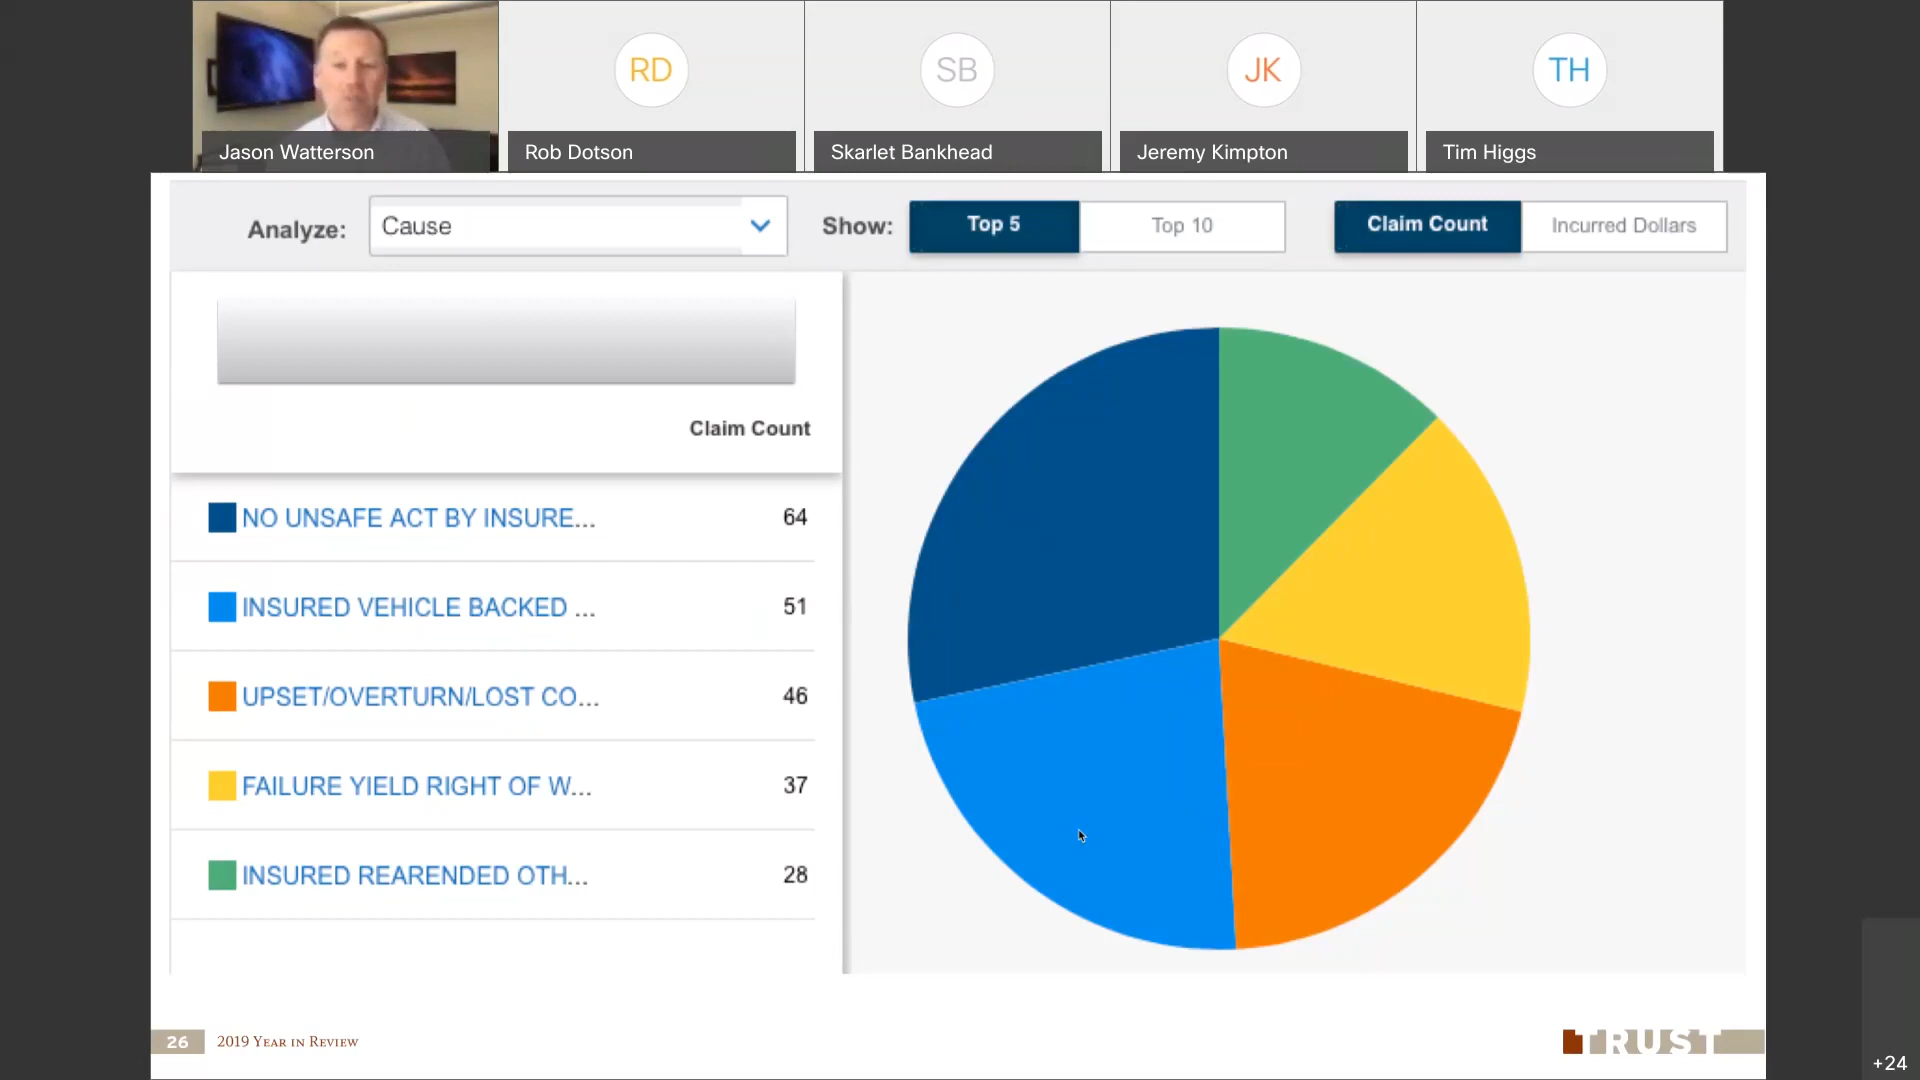 RD
SB
JK
TH
Jason Watterson
Rob Dotson
Skarlet Bankhead
Jeremy Kimpton
Tim Higgs
Analyze: Cause Show: Top 5 Top 10 Claim Count Incurred Dollars
Claim Count
NO UNSAFE ACT BY INSURE... 64
INSURED VEHICLE BACKED ... 51
UPSET/OVERTURN/LOST CO... 46
FAILURE YIELD RIGHT OF W... 37
INSURED REARENDED OTH... 28
26 2019 Year in Review TRUST
+24